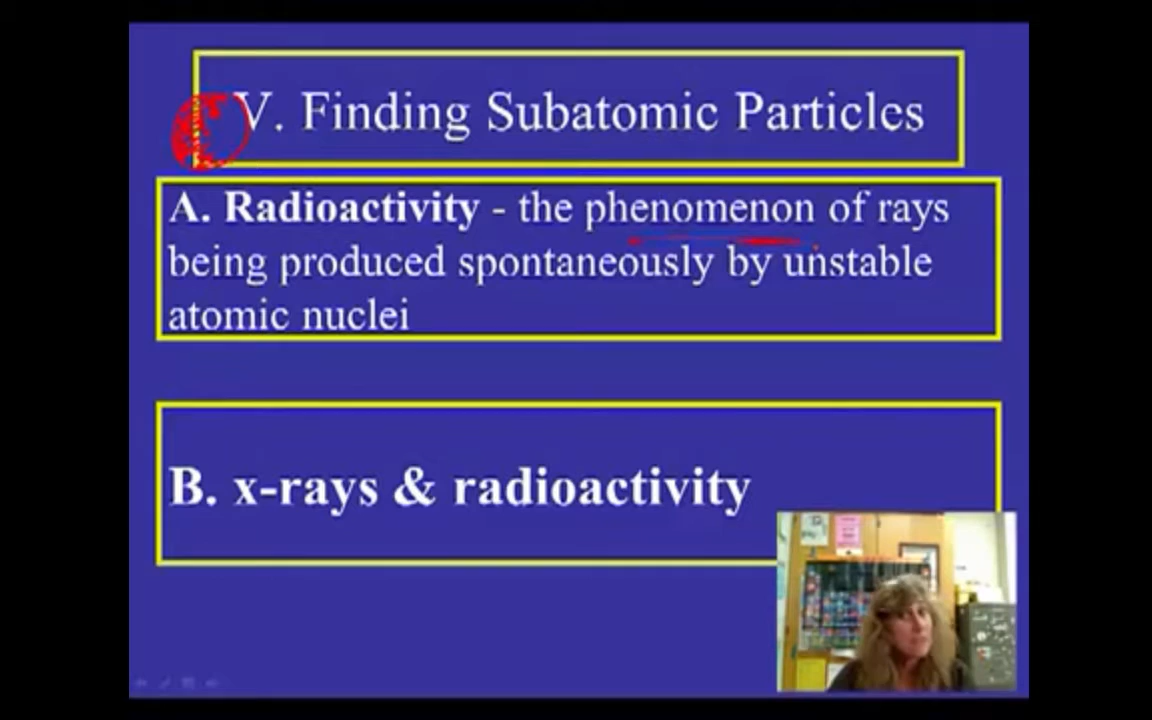 V. Finding Subatomic Particles
A. Radioactivity - the phenomenon of rays
being produced spontaneously by unstable
atomic nuclei
B. x-rays & radioactivity